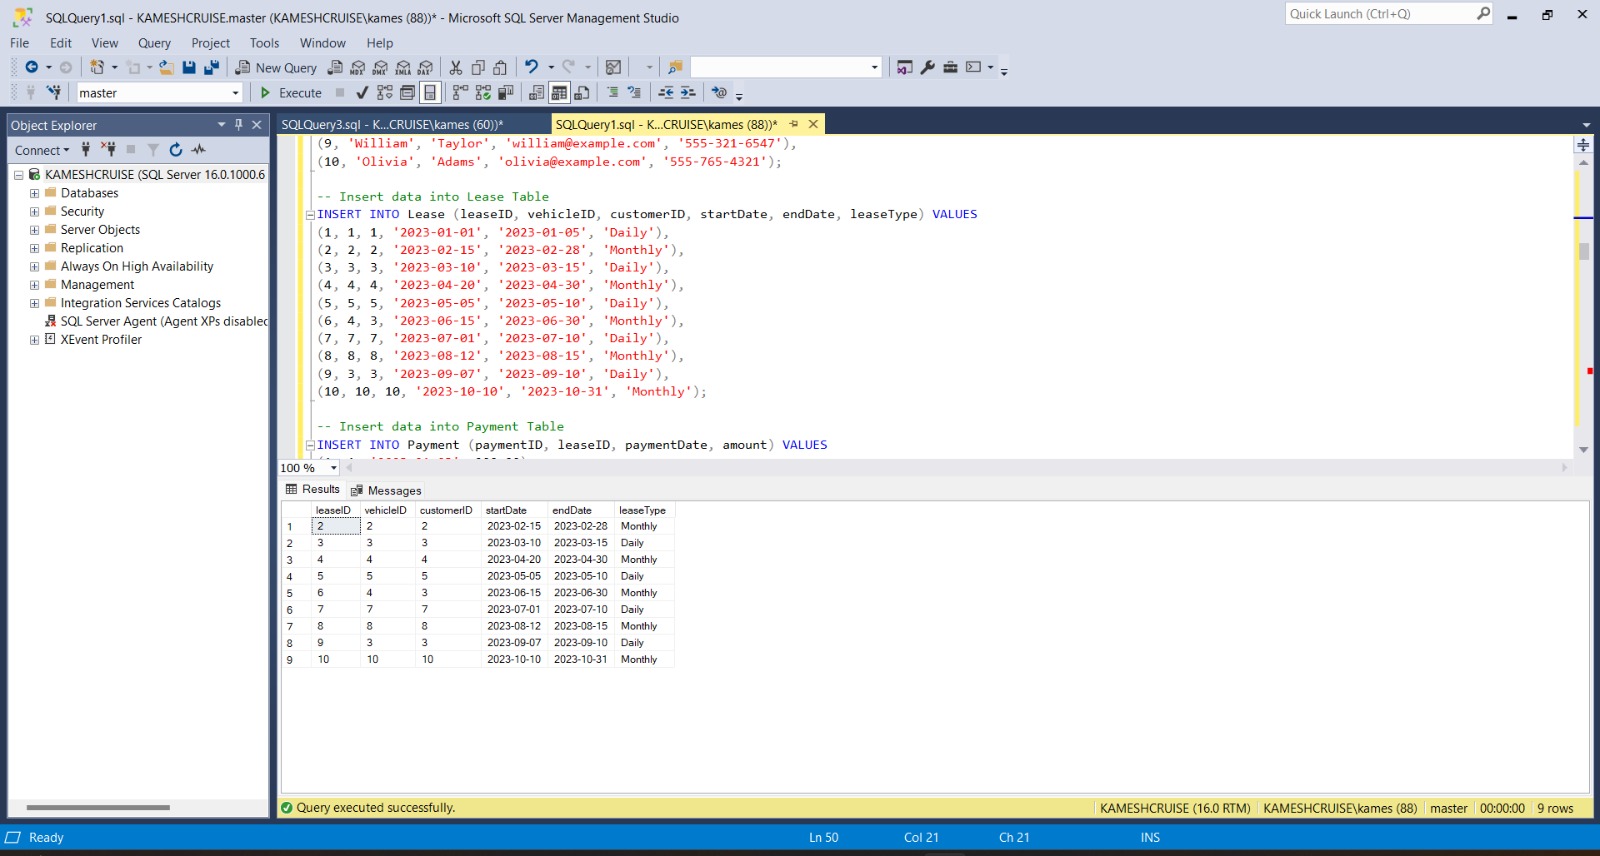 SQLQuery1.sql - KAMESHCRUISE.master (KAMESHCRUISE\kames (88))* - Microsoft SQL Server Management Studio
Quick Launch (Ctrl+Q)
File Edit View Query Project Tools Window Help
New Query
MDX DMX XMLA DAX
master Execute
Object Explorer
SQLQuery3.sql - K...CRUISE\kames (60))* SQLQuery1.sql - K...CRUISE\kames (88))*
Connect
KAMESHCRUISE (SQL Server 16.0.1000.6
Databases
Security
Server Objects
Replication
Always On High Availability
Management
Integration Services Catalogs
SQL Server Agent (Agent XPs disabled
XEvent Profiler
(9, 'William', 'Taylor', 'william@example.com', '555-321-6547'),
(10, 'Olivia', 'Adams', 'olivia@example.com', '555-765-4321');
-- Insert data into Lease Table
INSERT INTO Lease (leaseID, vehicleID, customerID, startDate, endDate, leaseType) VALUES
(1, 1, 1, '2023-01-01', '2023-01-05', 'Daily'),
(2, 2, 2, '2023-02-15', '2023-02-28', 'Monthly'),
(3, 3, 3, '2023-03-10', '2023-03-15', 'Daily'),
(4, 4, 4, '2023-04-20', '2023-04-30', 'Monthly'),
(5, 5, 5, '2023-05-05', '2023-05-10', 'Daily'),
(6, 4, 3, '2023-06-15', '2023-06-30', 'Monthly'),
(7, 7, 7, '2023-07-01', '2023-07-10', 'Daily'),
(8, 8, 8, '2023-08-12', '2023-08-15', 'Monthly'),
(9, 3, 3, '2023-09-07', '2023-09-10', 'Daily'),
(10, 10, 10, '2023-10-10', '2023-10-31', 'Monthly');
-- Insert data into Payment Table
INSERT INTO Payment (paymentID, leaseID, paymentDate, amount) VALUES
100 %
Results Messages
leaseID vehicleID customerID startDate endDate leaseType
1 2 2 2 2023-02-15 2023-02-28 Monthly
2 3 3 3 2023-03-10 2023-03-15 Daily
3 4 4 4 2023-04-20 2023-04-30 Monthly
4 5 5 5 2023-05-05 2023-05-10 Daily
5 6 4 3 2023-06-15 2023-06-30 Monthly
6 7 7 7 2023-07-01 2023-07-10 Daily
7 8 8 8 2023-08-12 2023-08-15 Monthly
8 9 3 3 2023-09-07 2023-09-10 Daily
9 10 10 10 2023-10-10 2023-10-31 Monthly
Query executed successfully. KAMESHCRUISE (16.0 RTM) KAMESHCRUISE\kames (88) master 00:00:00 9 rows
Ready Ln 50 Col 21 Ch 21 INS